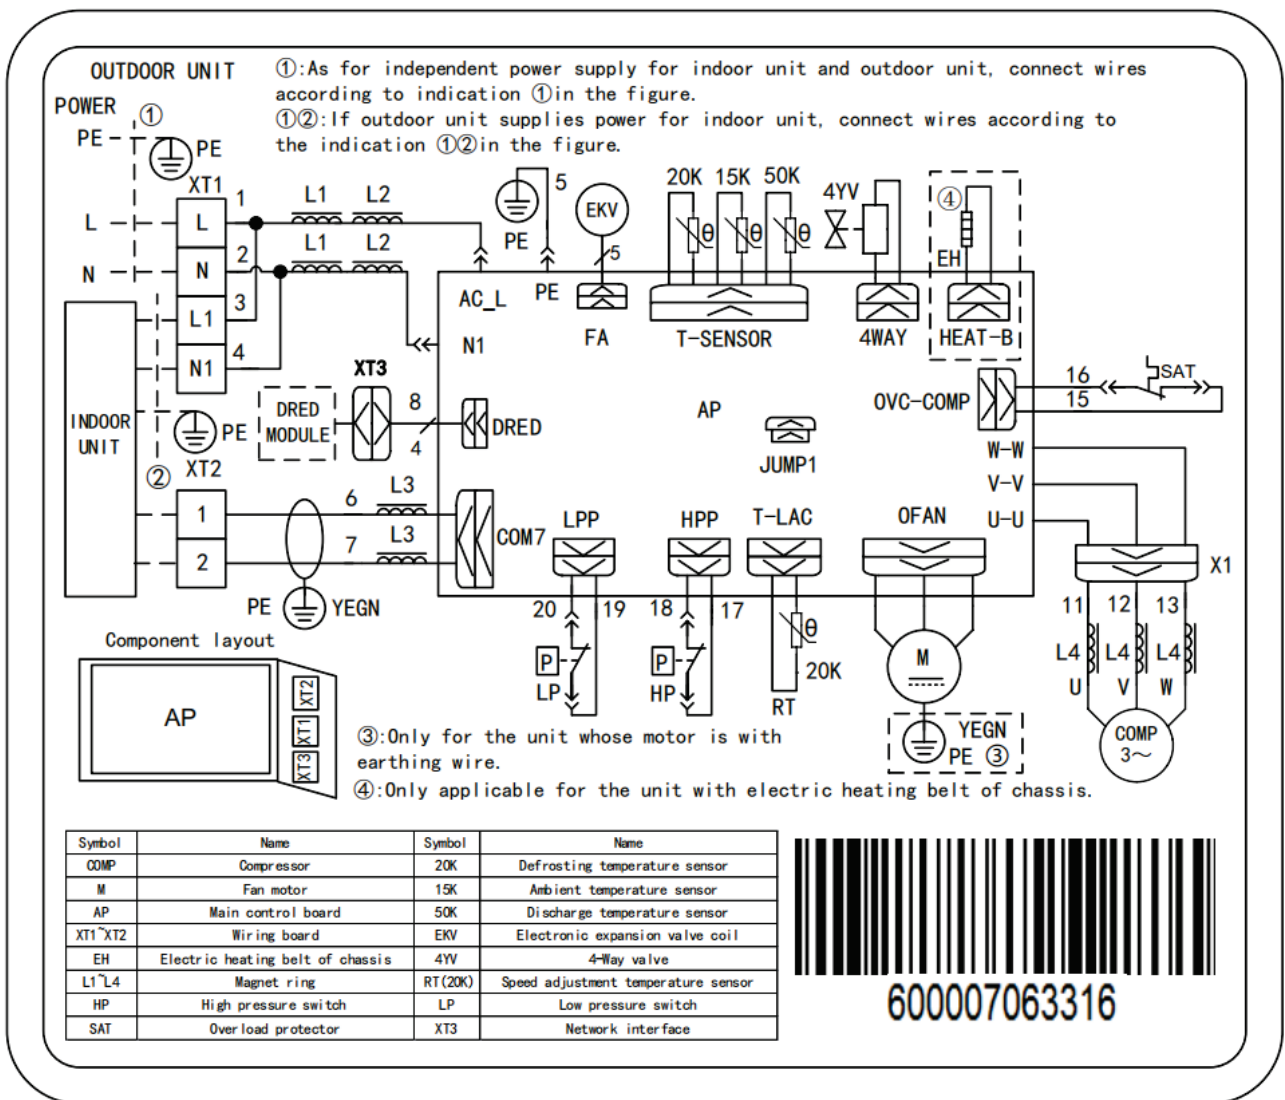 OUTDOOR UNIT
①:As for independent power supply for indoor unit and outdoor unit, connect wires
according to indication ①in the figure.
①②:If outdoor unit supplies power for indoor unit, connect wires according to
the indication ①②in the figure.
POWER
①
PE
PE
XT1
L
L
1
L1
L2
N
N
2
L1
L2
L1
3
N1
4
5
PE
EKV
5
20K
15K
50K
θ
θ
θ
4YV
④
EH
AC_L
PE
FA
T-SENSOR
4WAY
HEAT-B
N1
XT3
DRED
MODULE
8
4
DRED
AP
JUMP1
OVC-COMP
16
15
SAT
INDOOR
UNIT
PE
②
XT2
W-W
V-V
U-U
1
6
L3
2
7
L3
COM7
LPP
HPP
T-LAC
OFAN
X1
PE
YEGN
20
19
18
17
θ
20K
RT
P
LP
P
HP
M
11
12
13
L4
L4
L4
U
V
W
COMP
3~
YEGN
PE ③
Component layout
AP
XT2
XT1
XT3
③:Only for the unit whose motor is with
earthing wire.
④:Only applicable for the unit with electric heating belt of chassis.
Symbol Name Symbol Name
COMP Compressor 20K Defrosting temperature sensor
M Fan motor 15K Ambient temperature sensor
AP Main control board 50K Discharge temperature sensor
XT1~XT2 Wiring board EKV Electronic expansion valve coil
EH Electric heating belt of chassis 4YV 4-Way valve
L1~L4 Magnet ring RT(20K) Speed adjustment temperature sensor
HP High pressure switch LP Low pressure switch
SAT Overload protector XT3 Network interface
600007063316